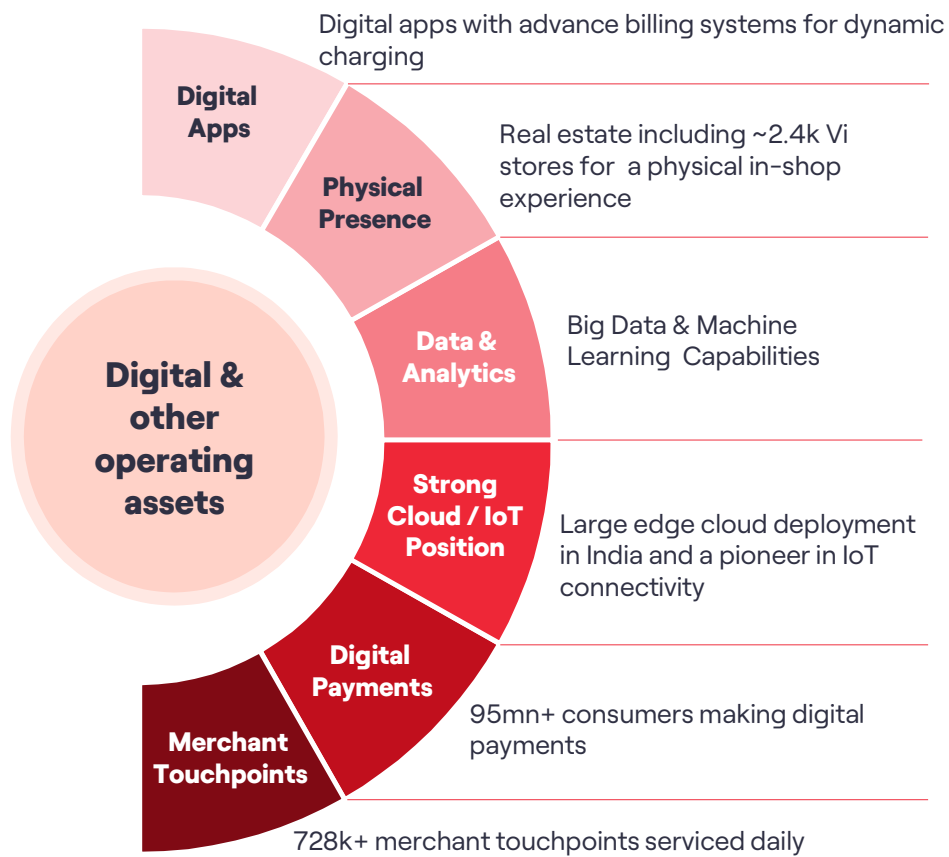 Digital apps with advance billing systems for dynamic
charging
Digital
Apps
Real estate including ~2.4k Vi
stores for a physical in-shop
experience
Physical
Presence
Big Data & Machine
Learning Capabilities
Data &
Analytics
Digital &
other
operating
assets
Strong
Cloud / IoT
Position
Large edge cloud deployment
in India and a pioneer in IoT
connectivity
Digital
Payments
95mn+ consumers making digital
payments
Merchant
Touchpoints
728k+ merchant touchpoints serviced daily